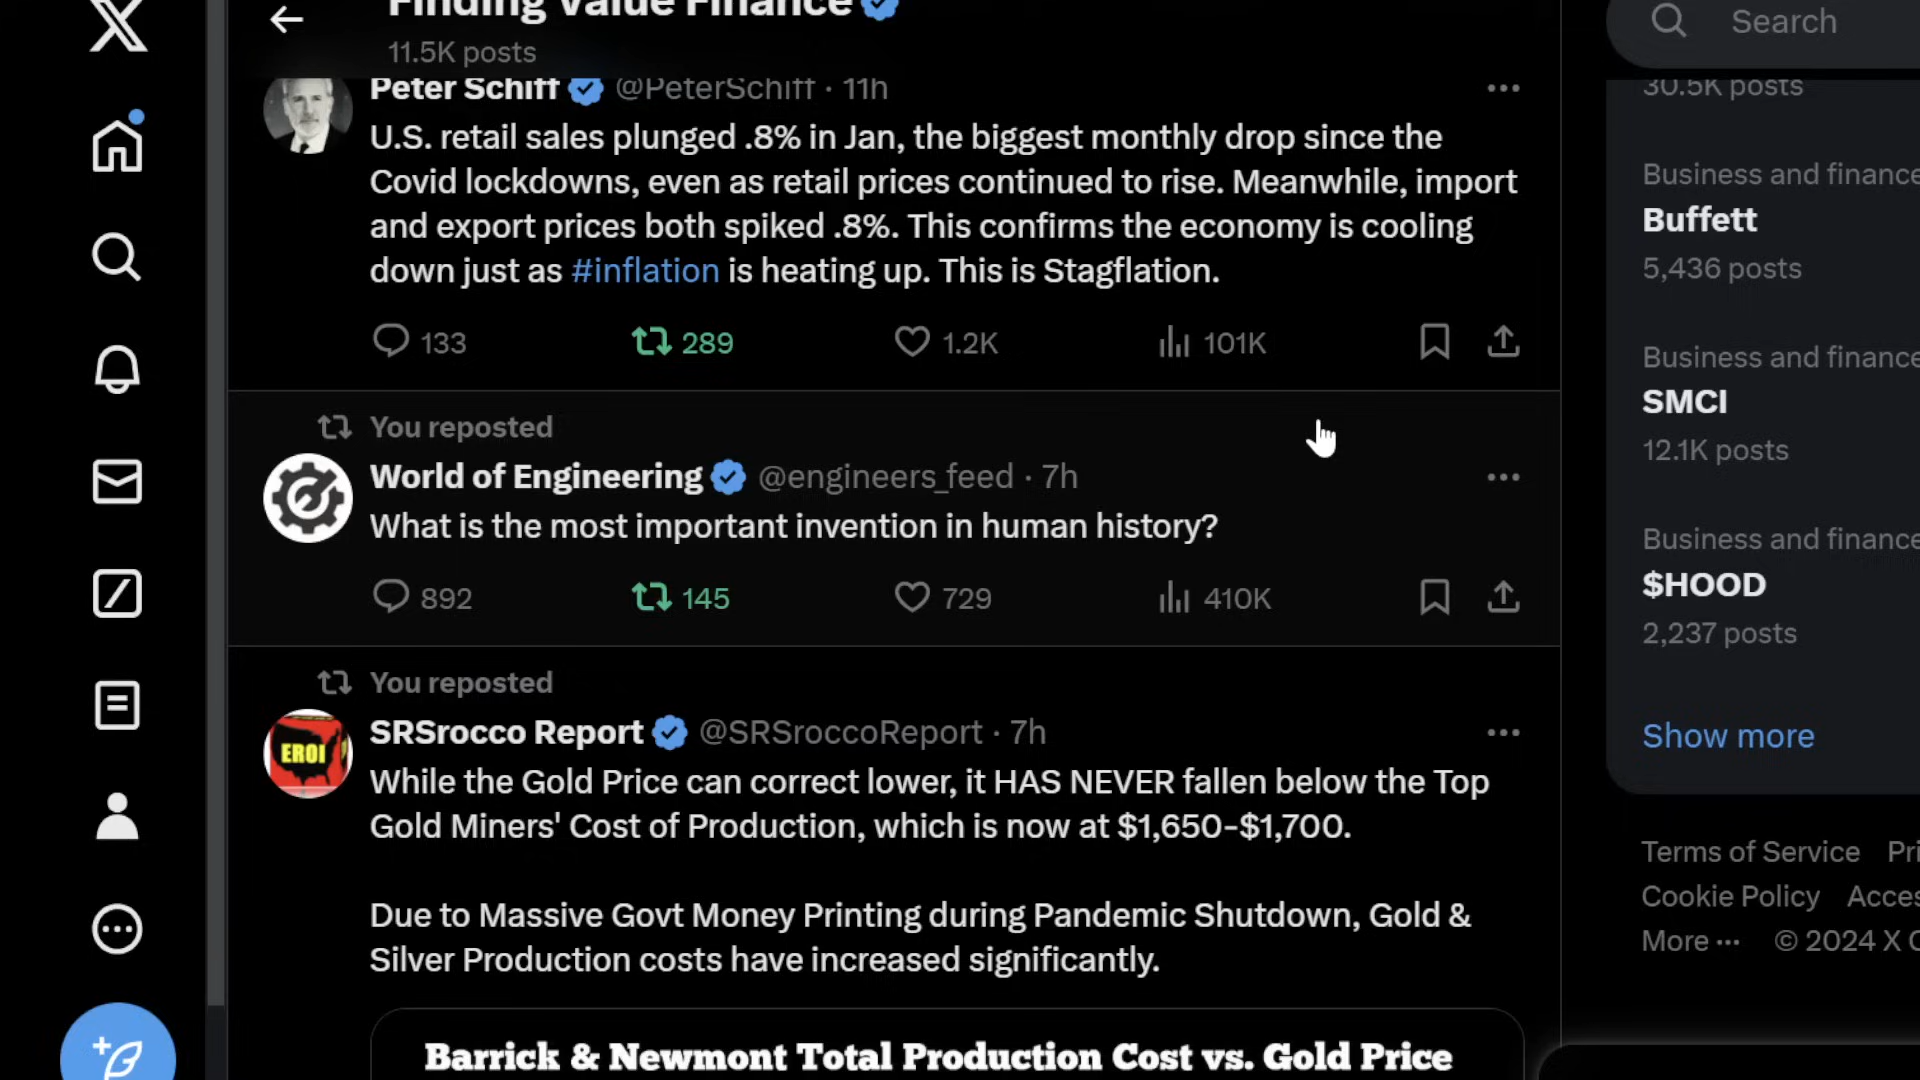 Finding Value Finance
11.5K posts
Search
Peter Schiff @PeterSchiff · 11h
U.S. retail sales plunged .8% in Jan, the biggest monthly drop since the
Covid lockdowns, even as retail prices continued to rise. Meanwhile, import
and export prices both spiked .8%. This confirms the economy is cooling
down just as #inflation is heating up. This is Stagflation.
133 289 1.2K 101K
You reposted
World of Engineering @engineers_feed · 7h
What is the most important invention in human history?
892 145 729 410K
You reposted
SRSrocco Report @SRSroccoReport · 7h
EROI
While the Gold Price can correct lower, it HAS NEVER fallen below the Top
Gold Miners' Cost of Production, which is now at $1,650-$1,700.
Due to Massive Govt Money Printing during Pandemic Shutdown, Gold &
Silver Production costs have increased significantly.
Barrick & Newmont Total Production Cost vs. Gold Price
30.5K posts
Business and finance
Buffett
5,436 posts
Business and finance
SMCI
12.1K posts
Business and finance
$HOOD
2,237 posts
Show more
Terms of Service
Cookie Policy
More ··· © 2024 X